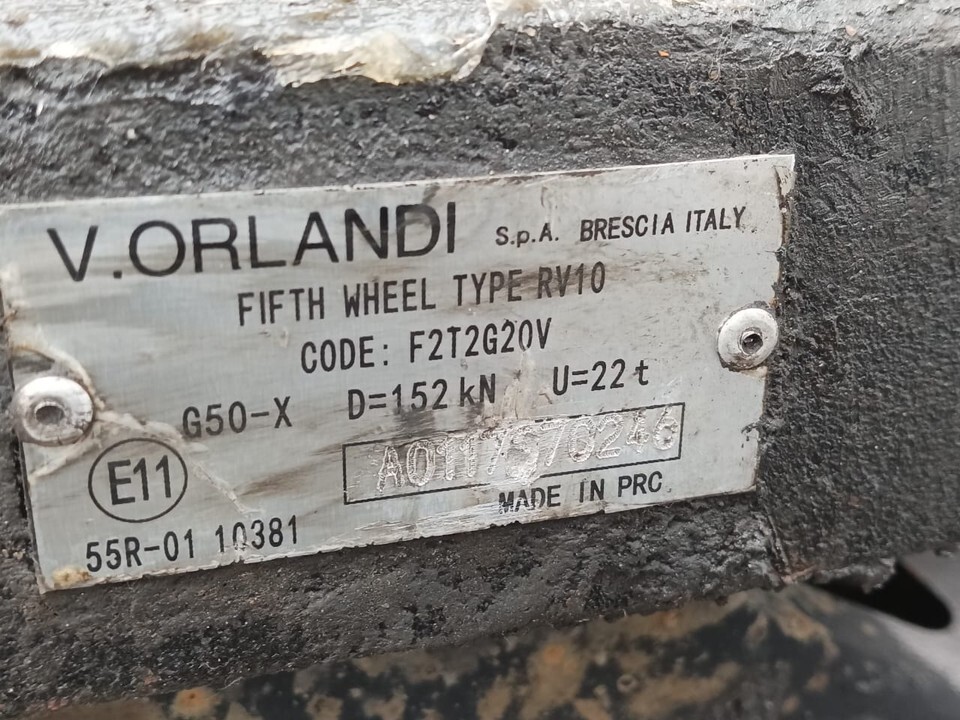 V.ORLANDI S.p.A. BRESCIA ITALY
FIFTH WHEEL TYPE RV10
CODE: F2T2G20V
G50-X D=152 kN U=22 t
E11
A0117570246
MADE IN PRC
55R-01 10381